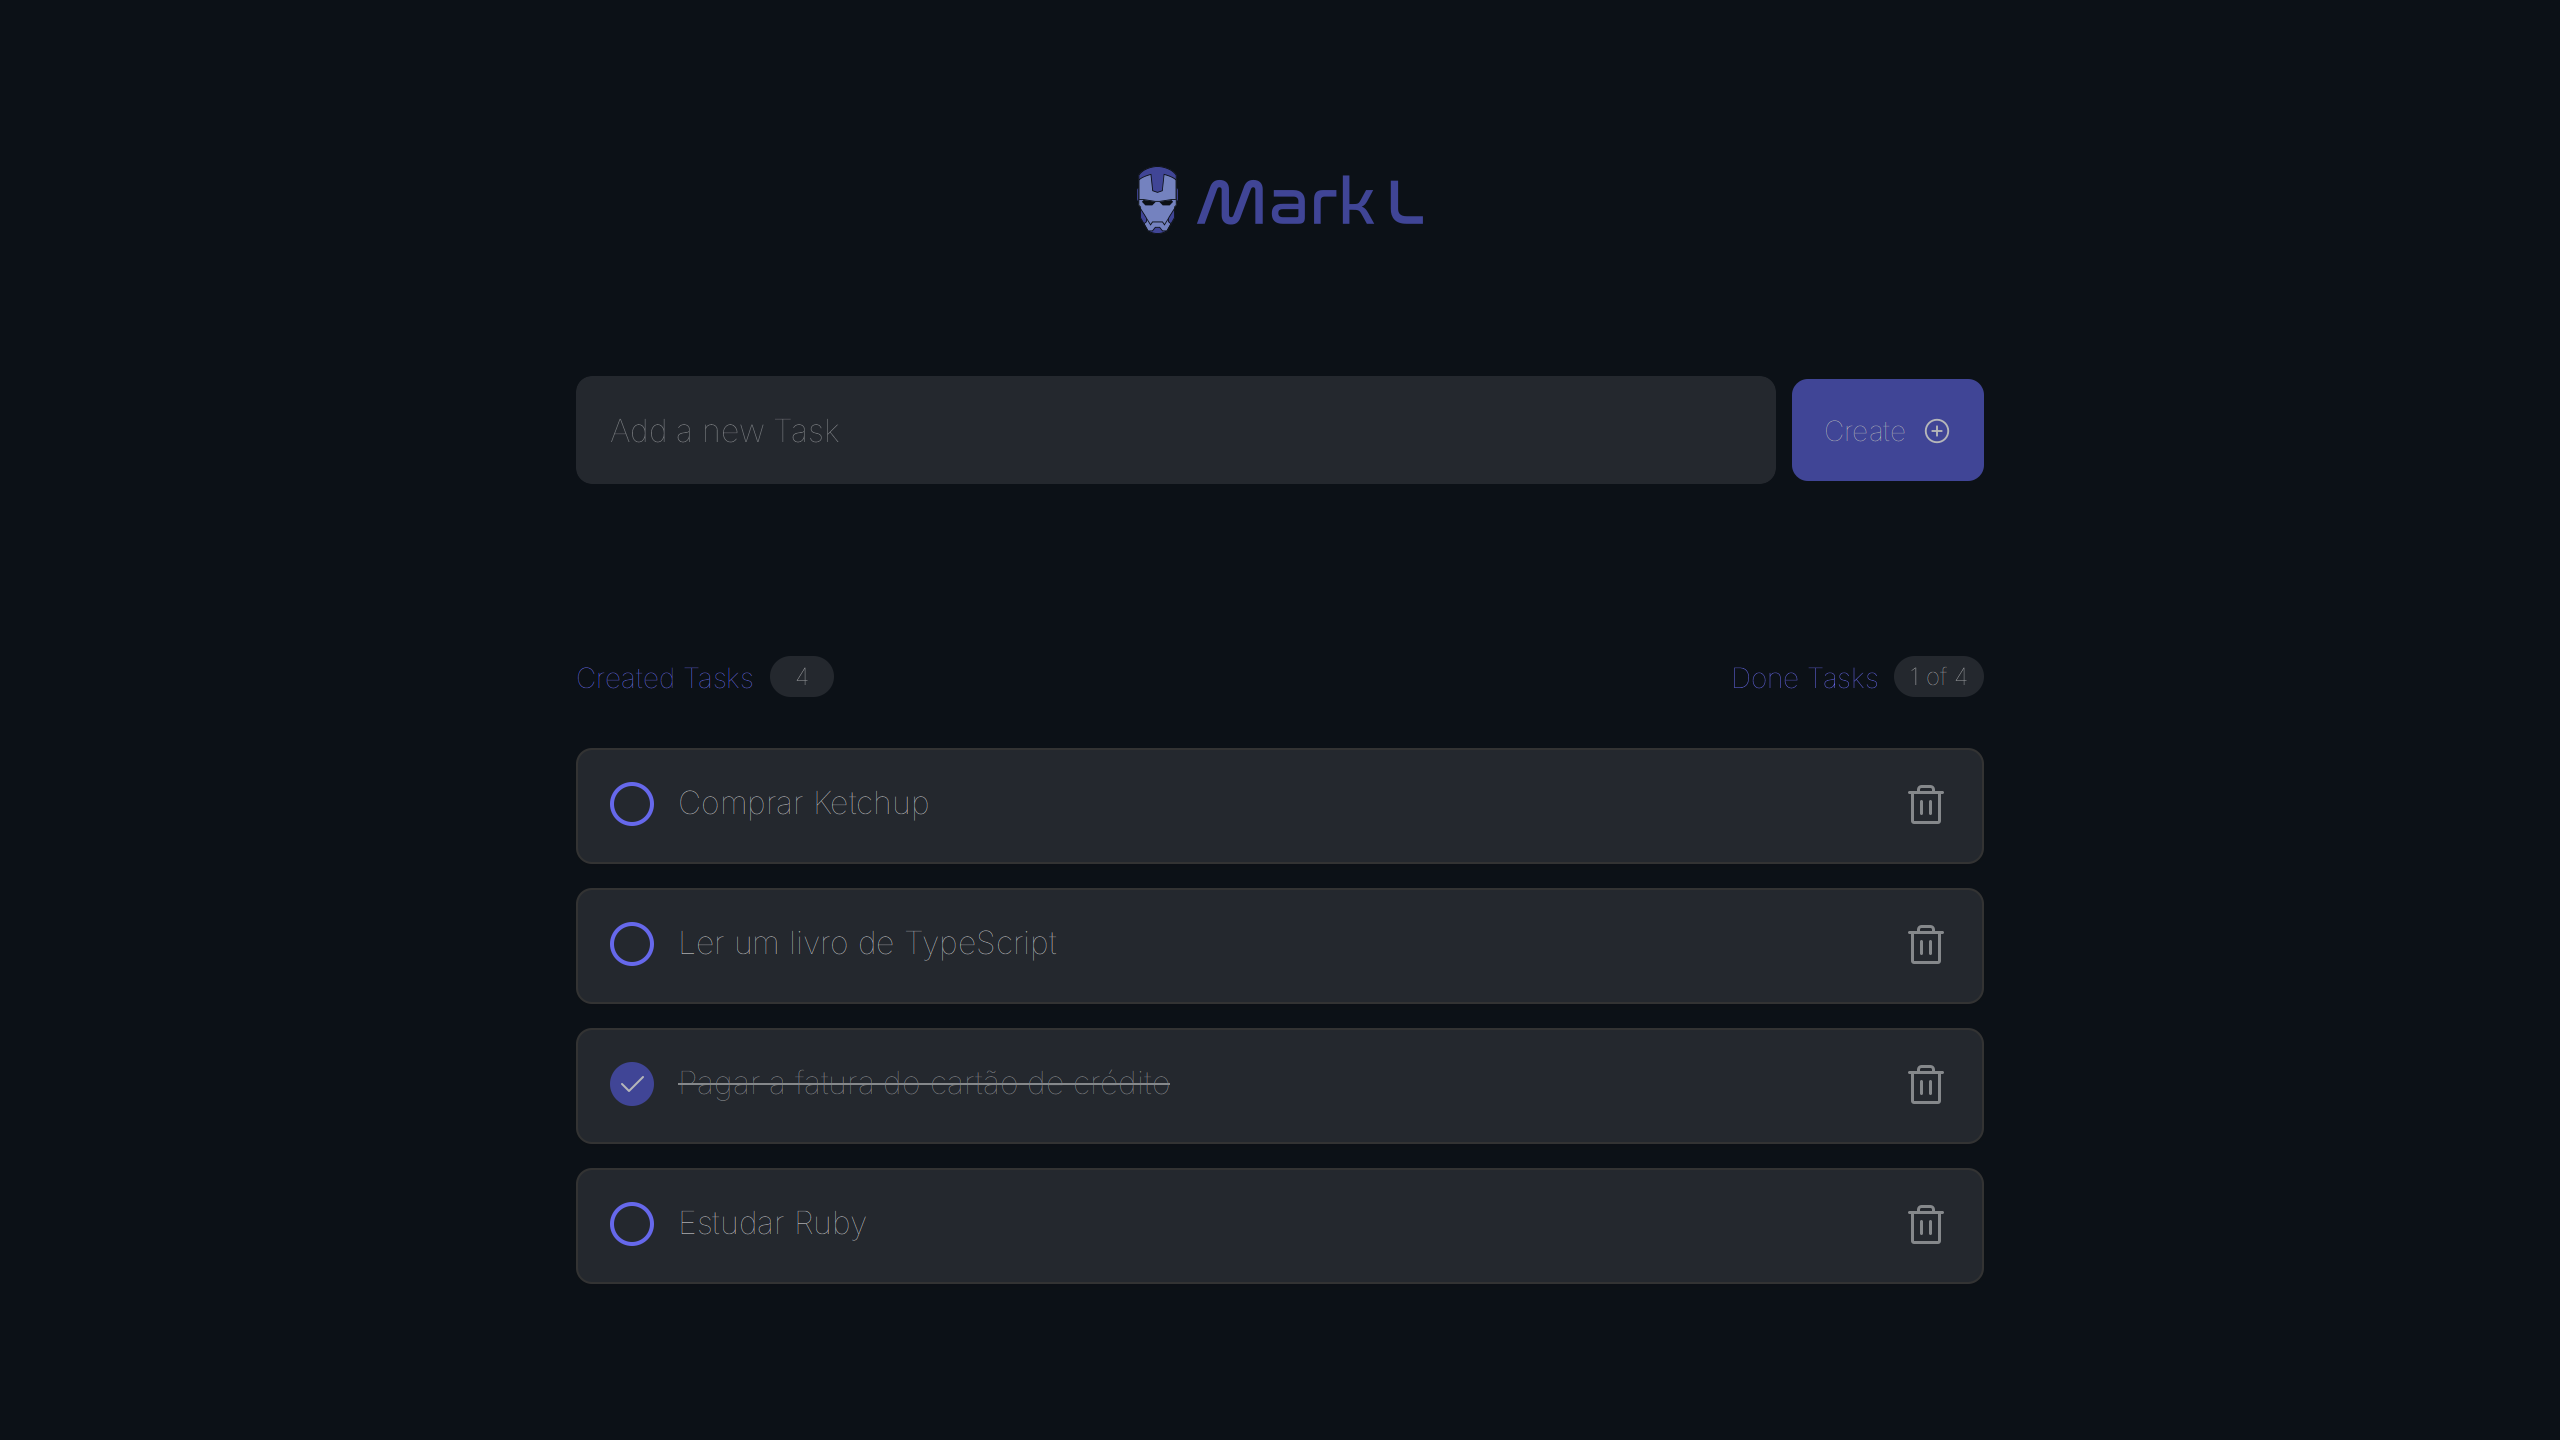 Mark L
Add a new Task
Create
Created Tasks 4
Done Tasks 1 of 4
Comprar Ketchup
Ler um livro de TypeScript
Pagar a fatura do cartão de crédito
Estudar Ruby